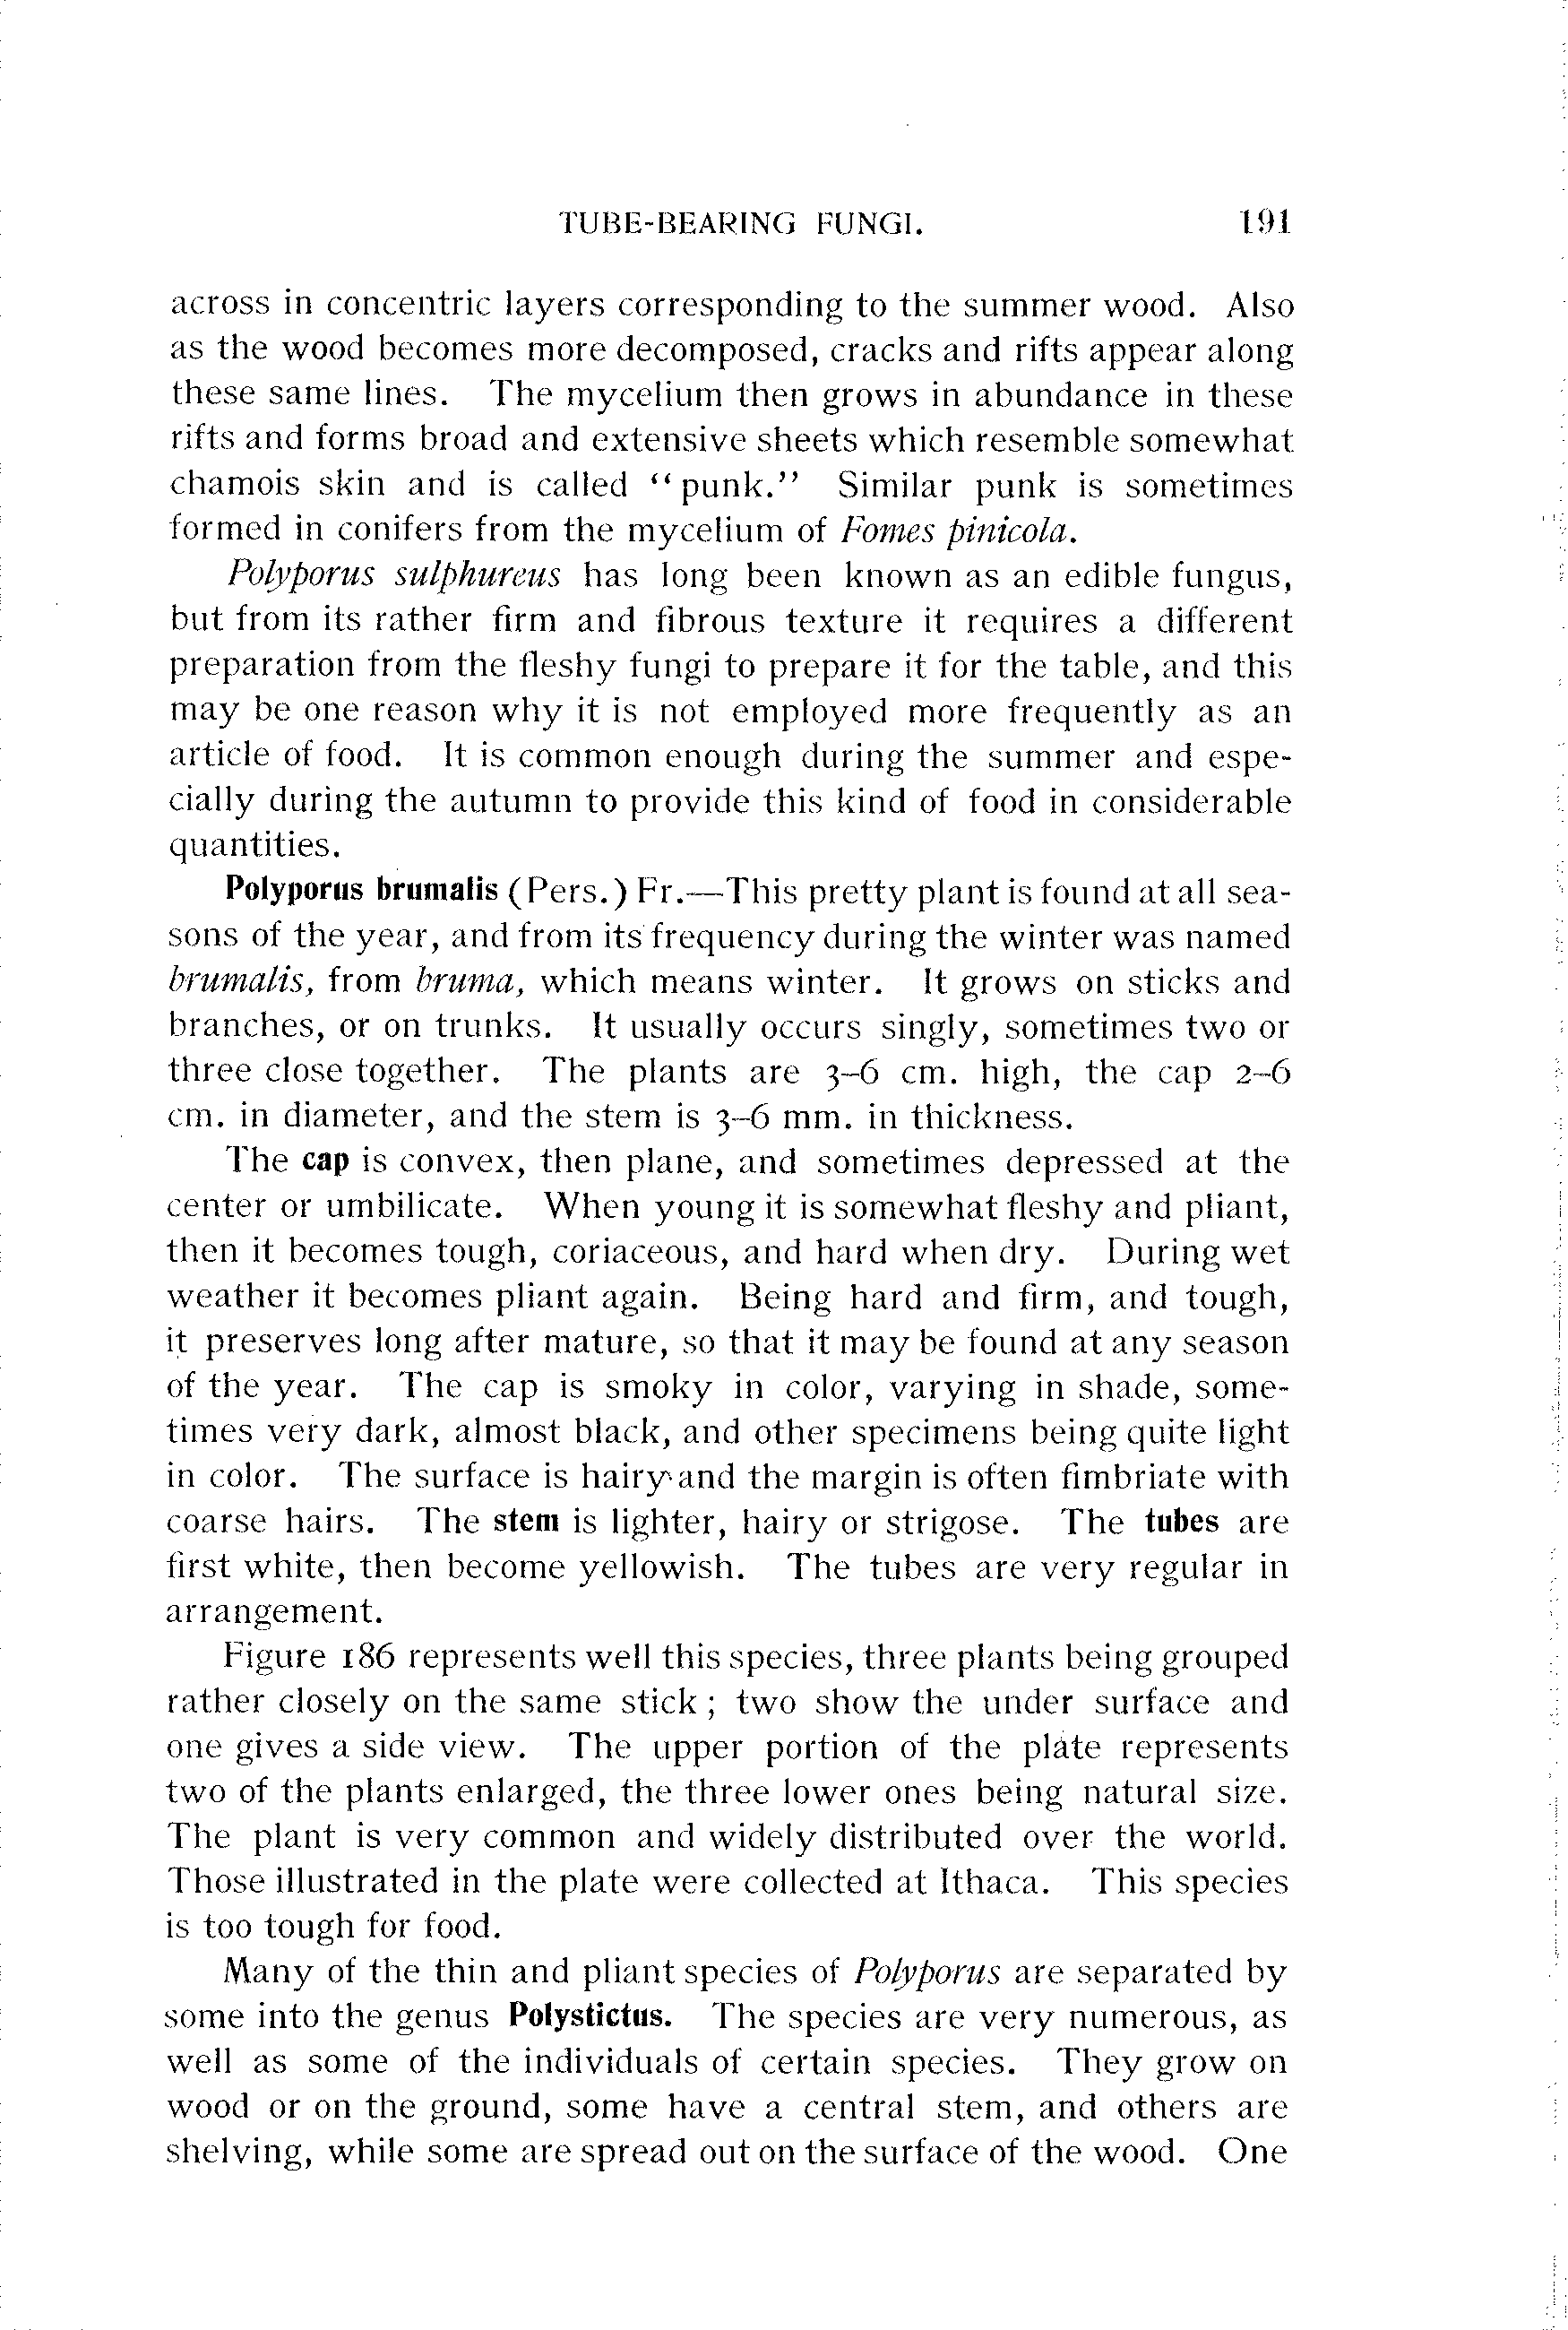 TUBE-BEARING FUNGI. 191
across in concentric layers corresponding to the summer wood. Also
as the wood becomes more decomposed, cracks and rifts appear along
these same lines. The mycelium then grows in abundance in these
rifts and forms broad and extensive sheets which resemble somewhat
chamois skin and is called “punk.” Similar punk is sometimes
formed in conifers from the mycelium of Fomes pinicola.
Polyporus sulphureus has long been known as an edible fungus,
but from its rather firm and fibrous texture it requires a different
preparation from the fleshy fungi to prepare it for the table, and this
may be one reason why it is not employed more frequently as an
article of food. It is common enough during the summer and espe-
cially during the autumn to provide this kind of food in considerable
quantities.
Polyporus brumalis (Pers.) Fr.—This pretty plant is found at all sea-
sons of the year, and from its frequency during the winter was named
brumalis, from bruma, which means winter. It grows on sticks and
branches, or on trunks. It usually occurs singly, sometimes two or
three close together. The plants are 3–6 cm. high, the cap 2–6
cm. in diameter, and the stem is 3–6 mm. in thickness.
The cap is convex, then plane, and sometimes depressed at the
center or umbilicate. When young it is somewhat fleshy and pliant,
then it becomes tough, coriaceous, and hard when dry. During wet
weather it becomes pliant again. Being hard and firm, and tough,
it preserves long after mature, so that it may be found at any season
of the year. The cap is smoky in color, varying in shade, some-
times very dark, almost black, and other specimens being quite light
in color. The surface is hairy and the margin is often fimbriate with
coarse hairs. The stem is lighter, hairy or strigose. The tubes are
first white, then become yellowish. The tubes are very regular in
arrangement.
Figure 186 represents well this species, three plants being grouped
rather closely on the same stick; two show the under surface and
one gives a side view. The upper portion of the plate represents
two of the plants enlarged, the three lower ones being natural size.
The plant is very common and widely distributed over the world.
Those illustrated in the plate were collected at Ithaca. This species
is too tough for food.
Many of the thin and pliant species of Polyporus are separated by
some into the genus Polystictus. The species are very numerous, as
well as some of the individuals of certain species. They grow on
wood or on the ground, some have a central stem, and others are
shelving, while some are spread out on the surface of the wood. One